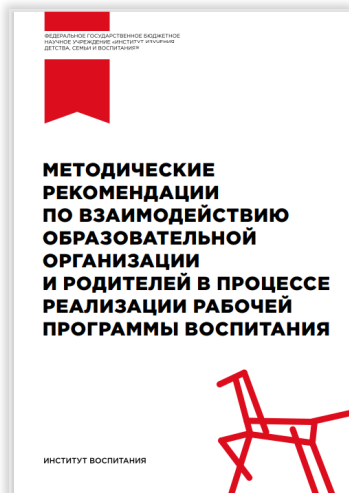 ФЕДЕРАЛЬНОЕ ГОСУДАРСТВЕННОЕ БЮДЖЕТНОЕ
НАУЧНОЕ УЧРЕЖДЕНИЕ «ИНСТИТУТ ИЗУЧЕНИЯ
ДЕТСТВА, СЕМЬИ И ВОСПИТАНИЯ»
МЕТОДИЧЕСКИЕ
РЕКОМЕНДАЦИИ
ПО ВЗАИМОДЕЙСТВИЮ
ОБРАЗОВАТЕЛЬНОЙ
ОРГАНИЗАЦИИ
И РОДИТЕЛЕЙ В ПРОЦЕССЕ
РЕАЛИЗАЦИИ РАБОЧЕЙ
ПРОГРАММЫ ВОСПИТАНИЯ
ИНСТИТУТ ВОСПИТАНИЯ